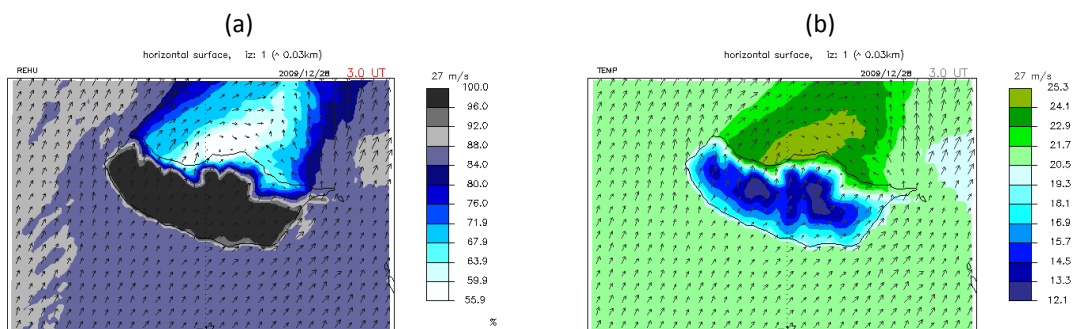 (a)
horizontal surface, iz: 1 (^ 0.03km)
REHU
2009/12/28
3.0 UT
27 m/s
100.0
96.0
92.0
88.0
84.0
80.0
76.0
71.9
67.9
63.9
59.9
55.9
%
(b)
horizontal surface, iz: 1 (^ 0.03km)
TEMP
2009/12/28
3.0 UT
27 m/s
25.3
24.1
22.9
21.7
20.5
19.3
18.1
16.9
15.7
14.5
13.3
12.1